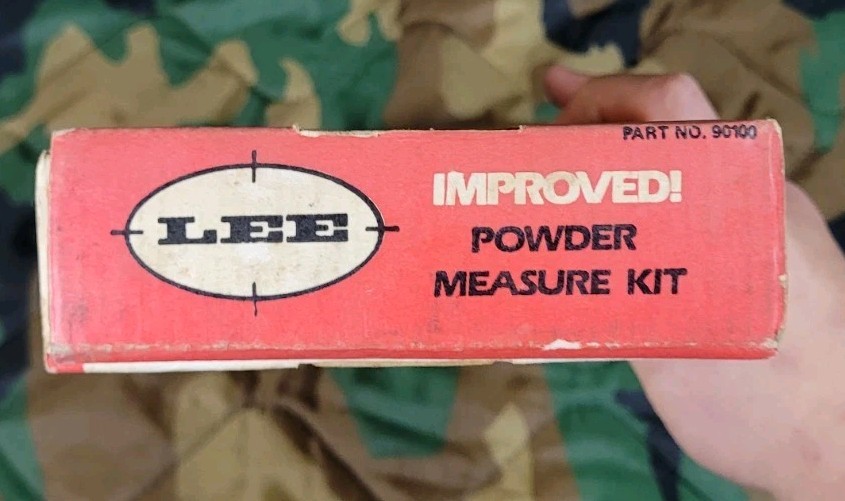 PART NO. 90100
LEE
IMPROVED!
POWDER
MEASURE KIT